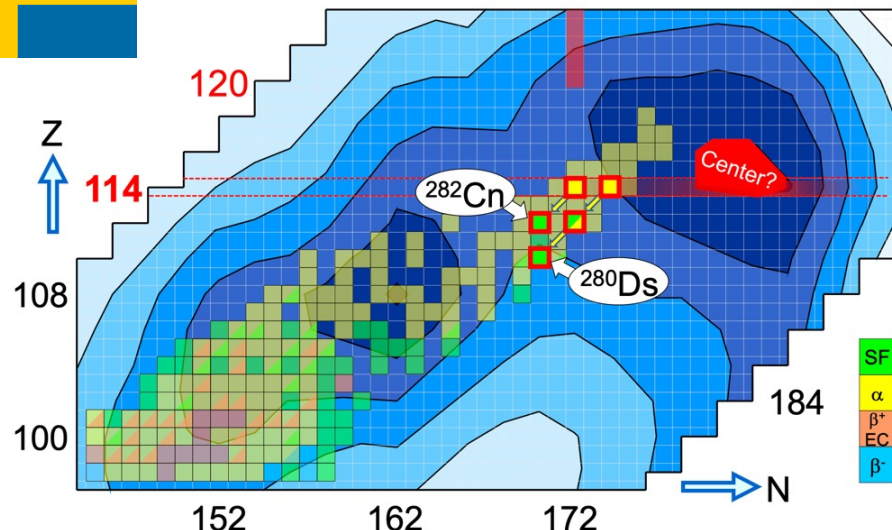 120
Z
114
282Cn
Center?
108
280Ds
100
184
SF
α
β+
EC
β-
N
152
162
172